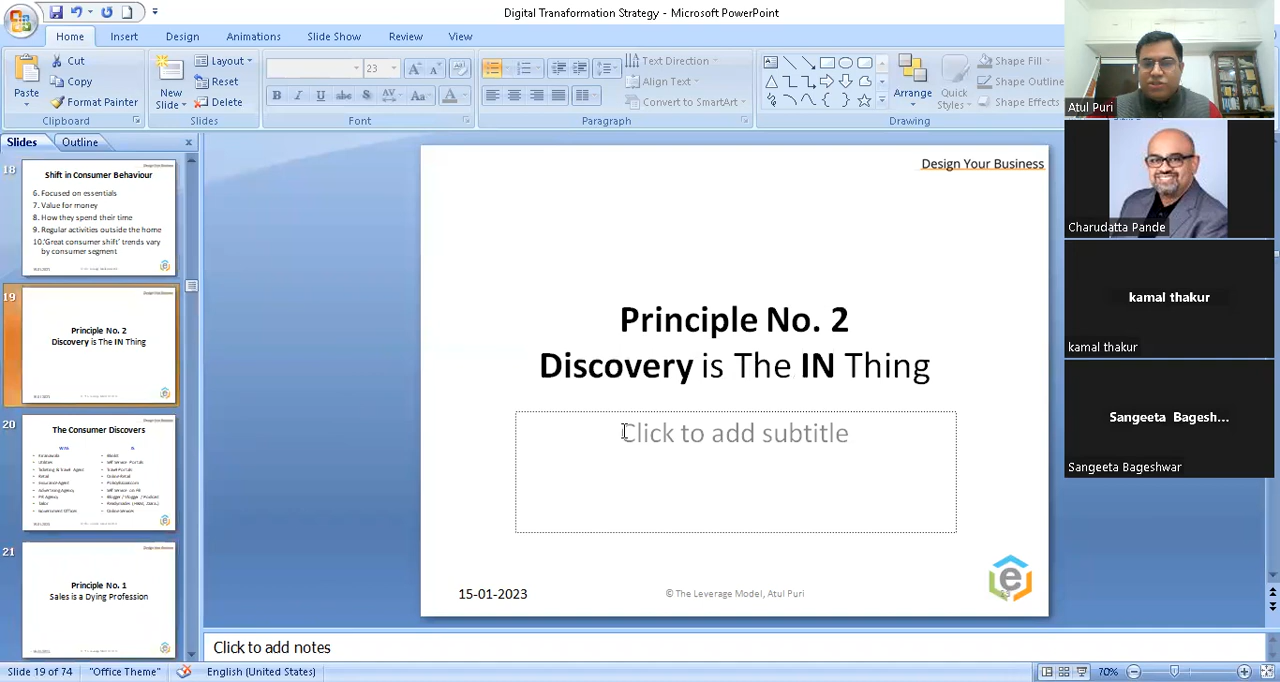 Digital Tranaformation Strategy - Microsoft PowerPoint
Home Insert Design Animations Slide Show Review View
Paste
Cut
Copy
Format Painter
Clipboard
New
Slide
Layout
Reset
Delete
Slides
23
Font
Text Direction
Align Text
Convert to SmartArt
Paragraph
Arrange
Quick
Styles
Shape Fill
Shape Outline
Shape Effects
Drawing
Slides Outline
18
Shift in Consumer Behaviour
6. Focused on essentials
7. Value for money
8. How they spend their time
9. Regular activities outside the home
10.'Great consumer shift' trends vary
by consumer segment
19
Principle No. 2
Discovery is The IN Thing
20
The Consumer Discovers
21
Principle No. 1
Sales is a Dying Profession
Design Your Business
Principle No. 2
Discovery is The IN Thing
Click to add subtitle
15-01-2023
© The Leverage Model, Atul Puri
e
Click to add notes
Slide 19 of 74 "Office Theme" English (United States) 70%
Atul Puri
Charudatta Pande
kamal thakur
kamal thakur
Sangeeta Bagesh...
Sangeeta Bageshwar